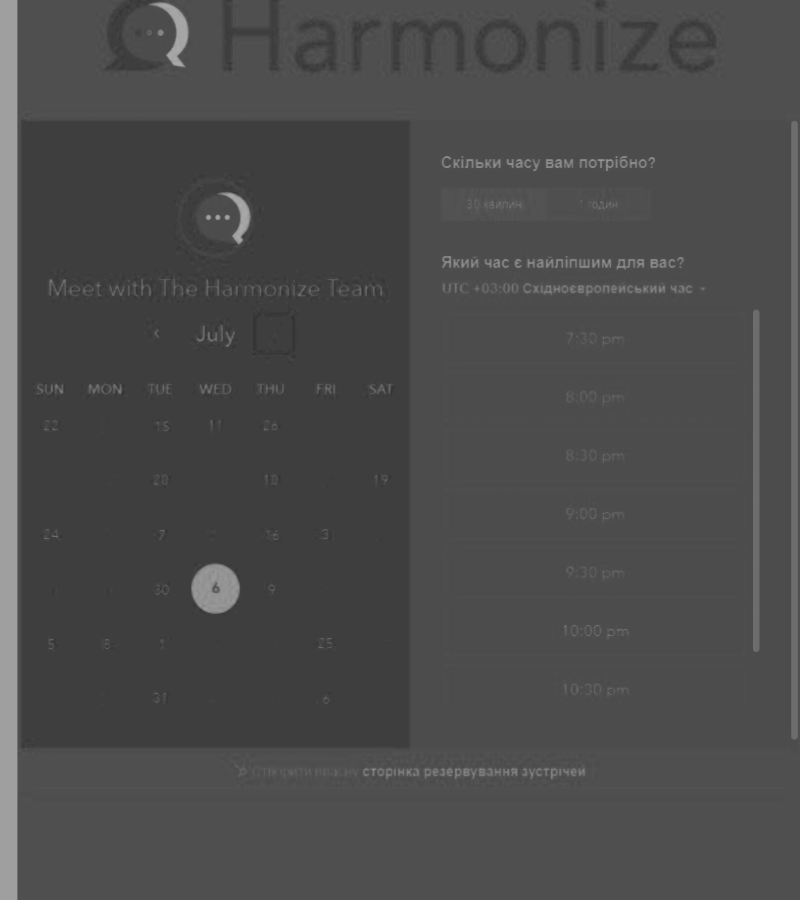 Harmonize
Meet with The Harmonize Team
July
SUN MON TUE WED THU FRI SAT
22 15 11 26
28 18 19
24 7 16 3
30 6 9
5 8 1 25
31 6
Скільки часу вам потрібно?
30 хвилин 1 годин
Який час є найліпшим для вас?
UTC +03:00 Східноєвропейський час
7:30 pm
8:00 pm
8:30 pm
9:00 pm
9:30 pm
10:00 pm
10:30 pm
Створити власну сторінка резервування зустрічей